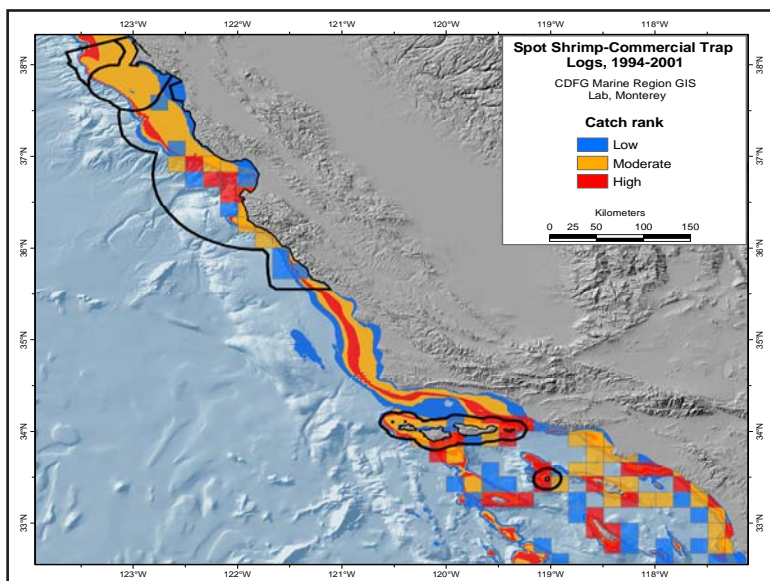 123°W 122°W 121°W 120°W 119°W 118°W
38°N
37°N
36°N
35°N
34°N
33°N
Spot Shrimp-Commercial Trap
Logs, 1994-2001
CDFG Marine Region GIS
Lab, Monterey
Catch rank
Low
Moderate
High
Kilometers
0 25 50 100 150
38°N
37°N
36°N
35°N
34°N
33°N
123°W 122°W 121°W 120°W 119°W 118°W